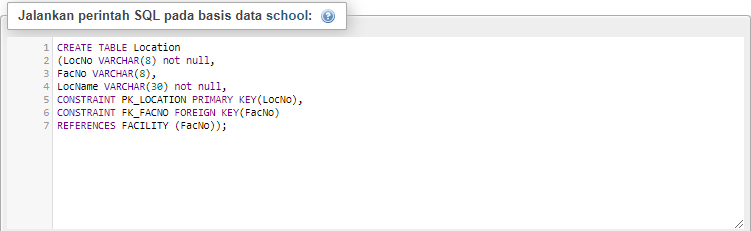 Jalankan perintah SQL pada basis data school:
1 CREATE TABLE Location
2 (LocNo VARCHAR(8) not null,
3 FacNo VARCHAR(8),
4 LocName VARCHAR(30) not null,
5 CONSTRAINT PK_LOCATION PRIMARY KEY(LocNo),
6 CONSTRAINT FK_FACNO FOREIGN KEY(FacNo)
7 REFERENCES FACILITY (FacNo));